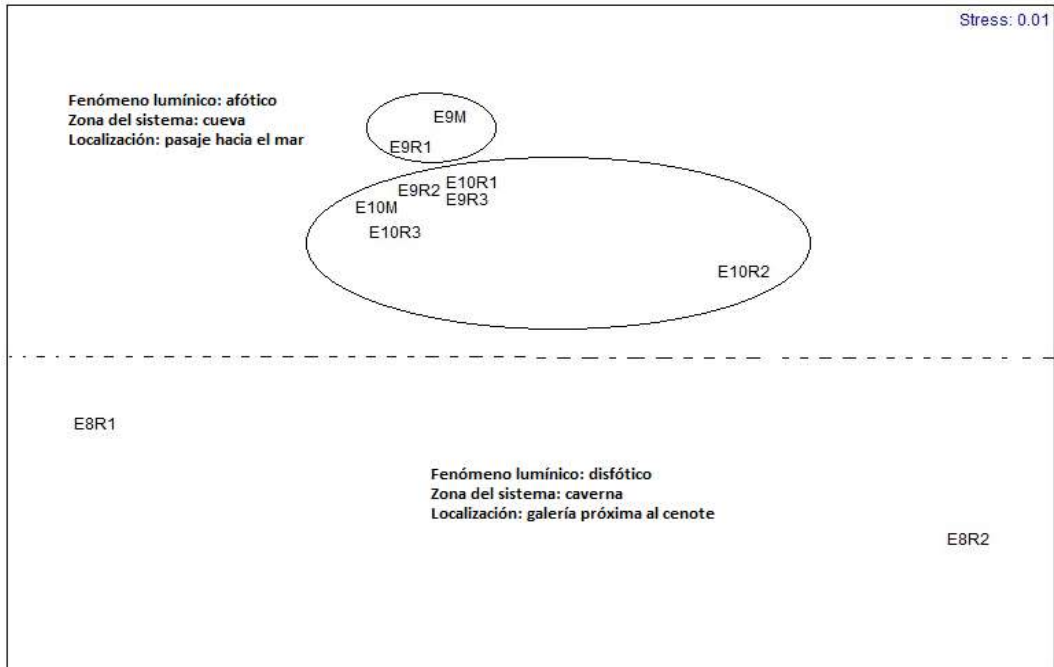 Stress: 0.01
Fenómeno lumínico: afótico
Zona del sistema: cueva
Localización: pasaje hacia el mar
E9M
E9R1
E10R1
E9R2
E9R3
E10M
E10R3
E10R2
E8R1
Fenómeno lumínico: disfótico
Zona del sistema: caverna
Localización: galería próxima al cenote
E8R2